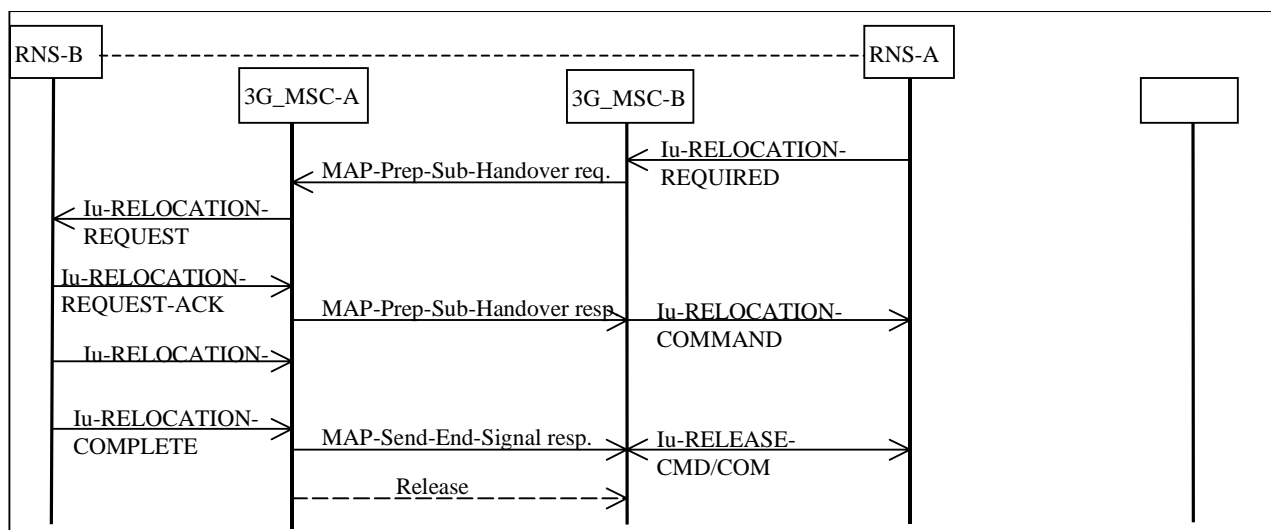 RNS-B
RNS-A
3G_MSC-A
3G_MSC-B
Iu-RELOCATION-
REQUIRED
MAP-Prep-Sub-Handover req.
Iu-RELOCATION-
REQUEST
Iu-RELOCATION-
REQUEST-ACK
MAP-Prep-Sub-Handover resp
Iu-RELOCATION-
COMMAND
Iu-RELOCATION-
Iu-RELOCATION-
COMPLETE
MAP-Send-End-Signal resp.
Iu-RELEASE-
CMD/COM
Release